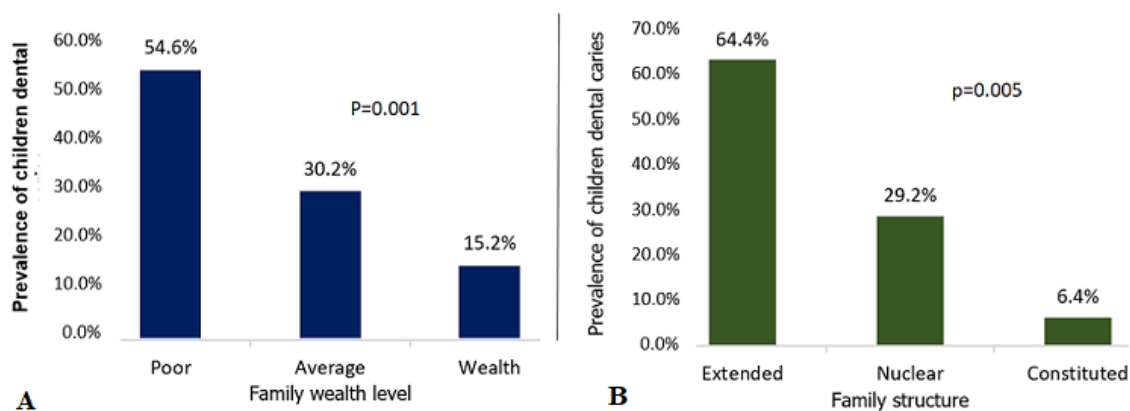 Prevalence of children dental
60.0%
50.0%
40.0%
30.0%
20.0%
10.0%
0.0%
54.6%
30.2%
15.2%
P=0.001
Poor Average Wealth
Family wealth level
A
Prevalence of children dental caries
70.0%
60.0%
50.0%
40.0%
30.0%
20.0%
10.0%
0.0%
64.4%
29.2%
6.4%
p=0.005
Extended Nuclear Constituted
Family structure
B